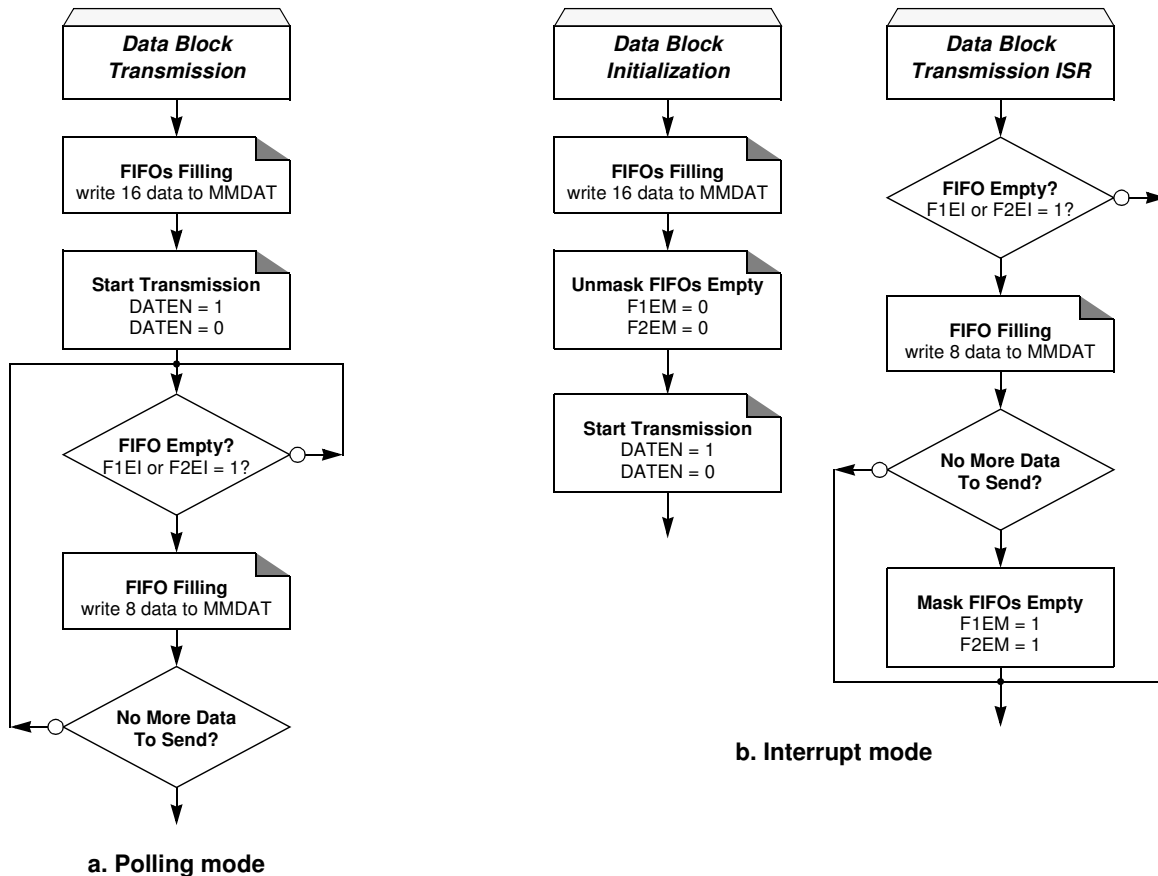 Data Block
Transmission
FIFOs Filling
write 16 data to MMDAT
Start Transmission
DATEN = 1
DATEN = 0
FIFO Empty?
F1EI or F2EI = 1?
FIFO Filling
write 8 data to MMDAT
No More Data
To Send?
a. Polling mode
Data Block
Initialization
FIFOs Filling
write 16 data to MMDAT
Unmask FIFOs Empty
F1EM = 0
F2EM = 0
Start Transmission
DATEN = 1
DATEN = 0
Data Block
Transmission ISR
FIFO Empty?
F1EI or F2EI = 1?
FIFO Filling
write 8 data to MMDAT
No More Data
To Send?
Mask FIFOs Empty
F1EM = 1
F2EM = 1
b. Interrupt mode